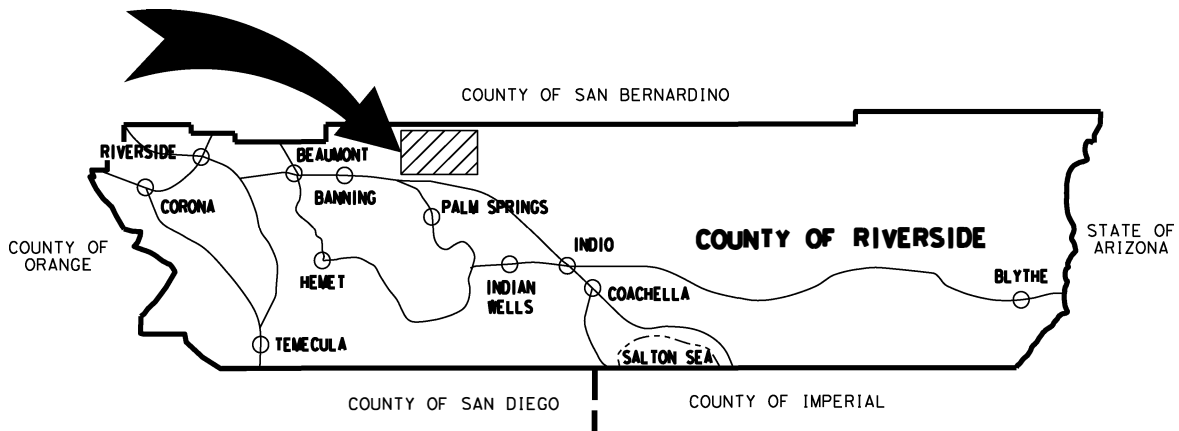 COUNTY OF SAN BERNARDINO
RIVERSIDE
BEAUMONT
BANNING
CORONA
PALM SPRINGS
COUNTY OF
ORANGE
HEMET
INDIAN
WELLS
INDIO
COUNTY OF RIVERSIDE
STATE OF
ARIZONA
COACHELLA
BLYTHE
TEMECULA
SALTON SEA
COUNTY OF SAN DIEGO
COUNTY OF IMPERIAL